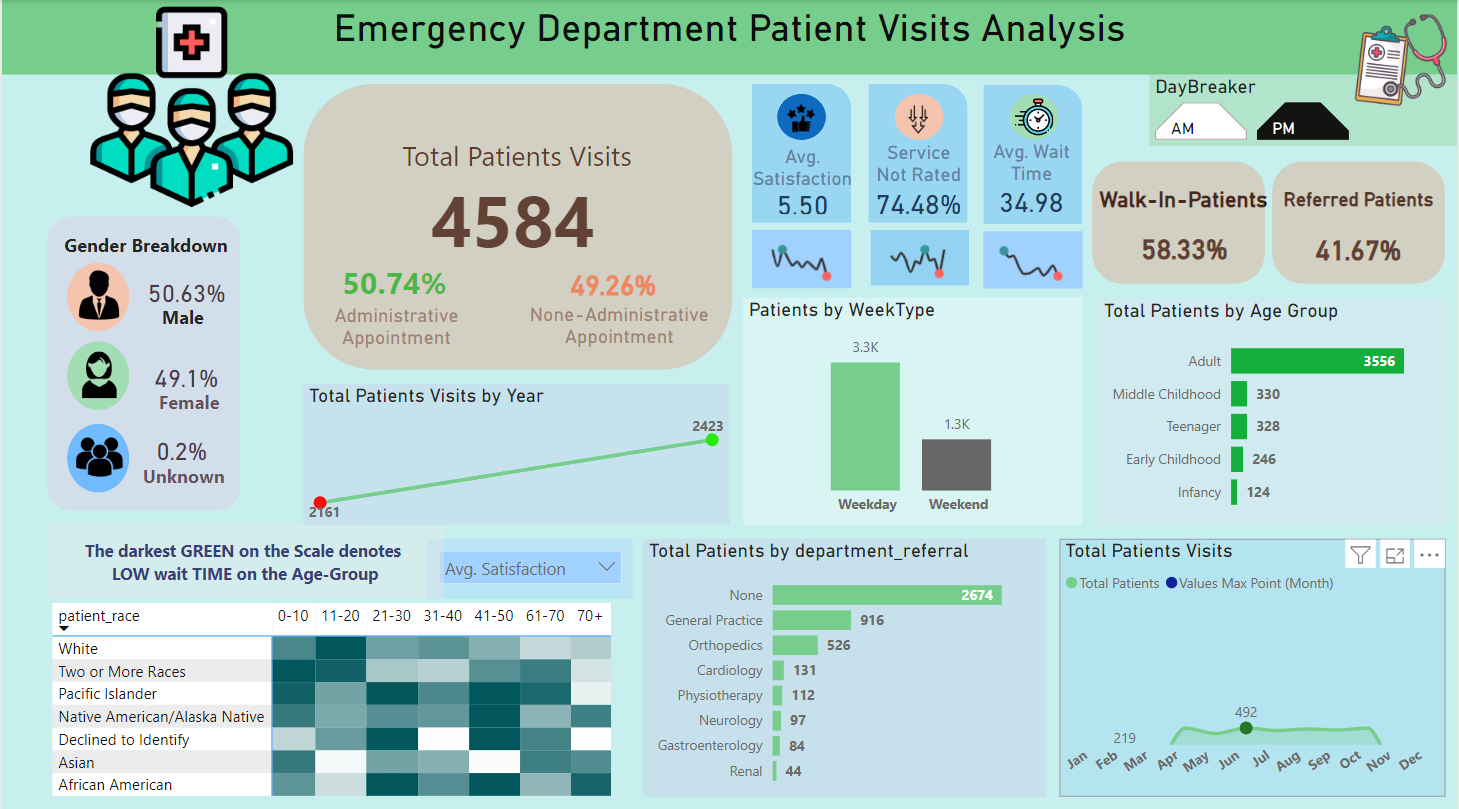 Emergency Department Patient Visits Analysis
DayBreaker
AM
PM
Total Patients Visits
4584
50.74%
Administrative
Appointment
49.26%
None-Administrative
Appointment
Avg.
Satisfaction
5.50
Service
Not Rated
74.48%
Avg. Wait
Time
34.98
Walk-In-Patients
58.33%
Referred Patients
41.67%
Gender Breakdown
50.63%
Male
49.1%
Female
0.2%
Unknown
Total Patients Visits by Year
2161
2423
Patients by WeekType
3.3K
1.3K
Weekday
Weekend
Total Patients by Age Group
Adult 3556
Middle Childhood 330
Teenager 328
Early Childhood 246
Infancy 124
The darkest GREEN on the Scale denotes
LOW wait TIME on the Age-Group
Avg. Satisfaction
patient_race 0-10 11-20 21-30 31-40 41-50 61-70 70+
White
Two or More Races
Pacific Islander
Native American/Alaska Native
Declined to Identify
Asian
African American
Total Patients by department_referral
None 2674
General Practice 916
Orthopedics 526
Cardiology 131
Physiotherapy 112
Neurology 97
Gastroenterology 84
Renal 44
Total Patients Visits
Total Patients Values Max Point (Month)
492
219
Jan Feb Mar Apr May Jun Jul Aug Sep Oct Nov Dec